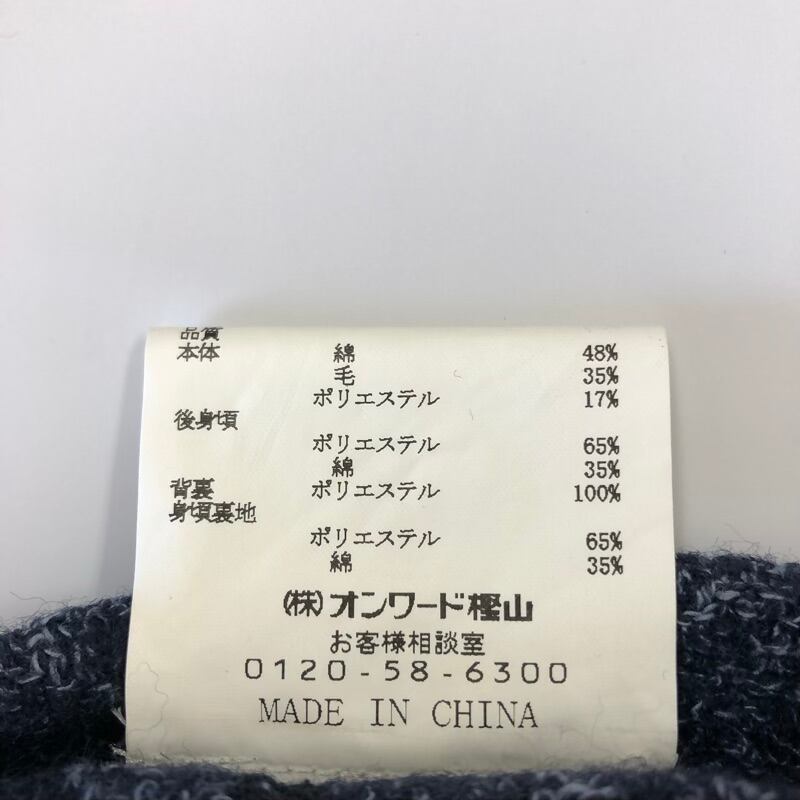 品質
本体 綿 48%
毛 35%
ポリエステル 17%
後身頃
ポリエステル 65%
綿 35%
背裏 ポリエステル 100%
身頃裏地
ポリエステル 65%
綿 35%
(株)オンワード樫山
お客様相談室
0120-58-6300
MADE IN CHINA